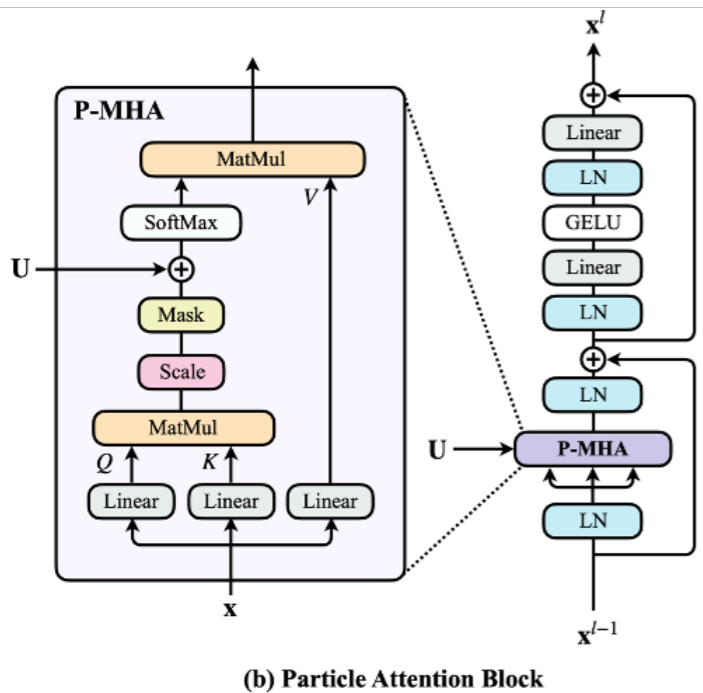 P-MHA
MatMul
V
SoftMax
U
+
Mask
Scale
MatMul
Q
K
Linear
Linear
Linear
x
x^l
+
Linear
LN
GELU
Linear
LN
+
LN
U
P-MHA
LN
x^{l−1}
(b) Particle Attention Block